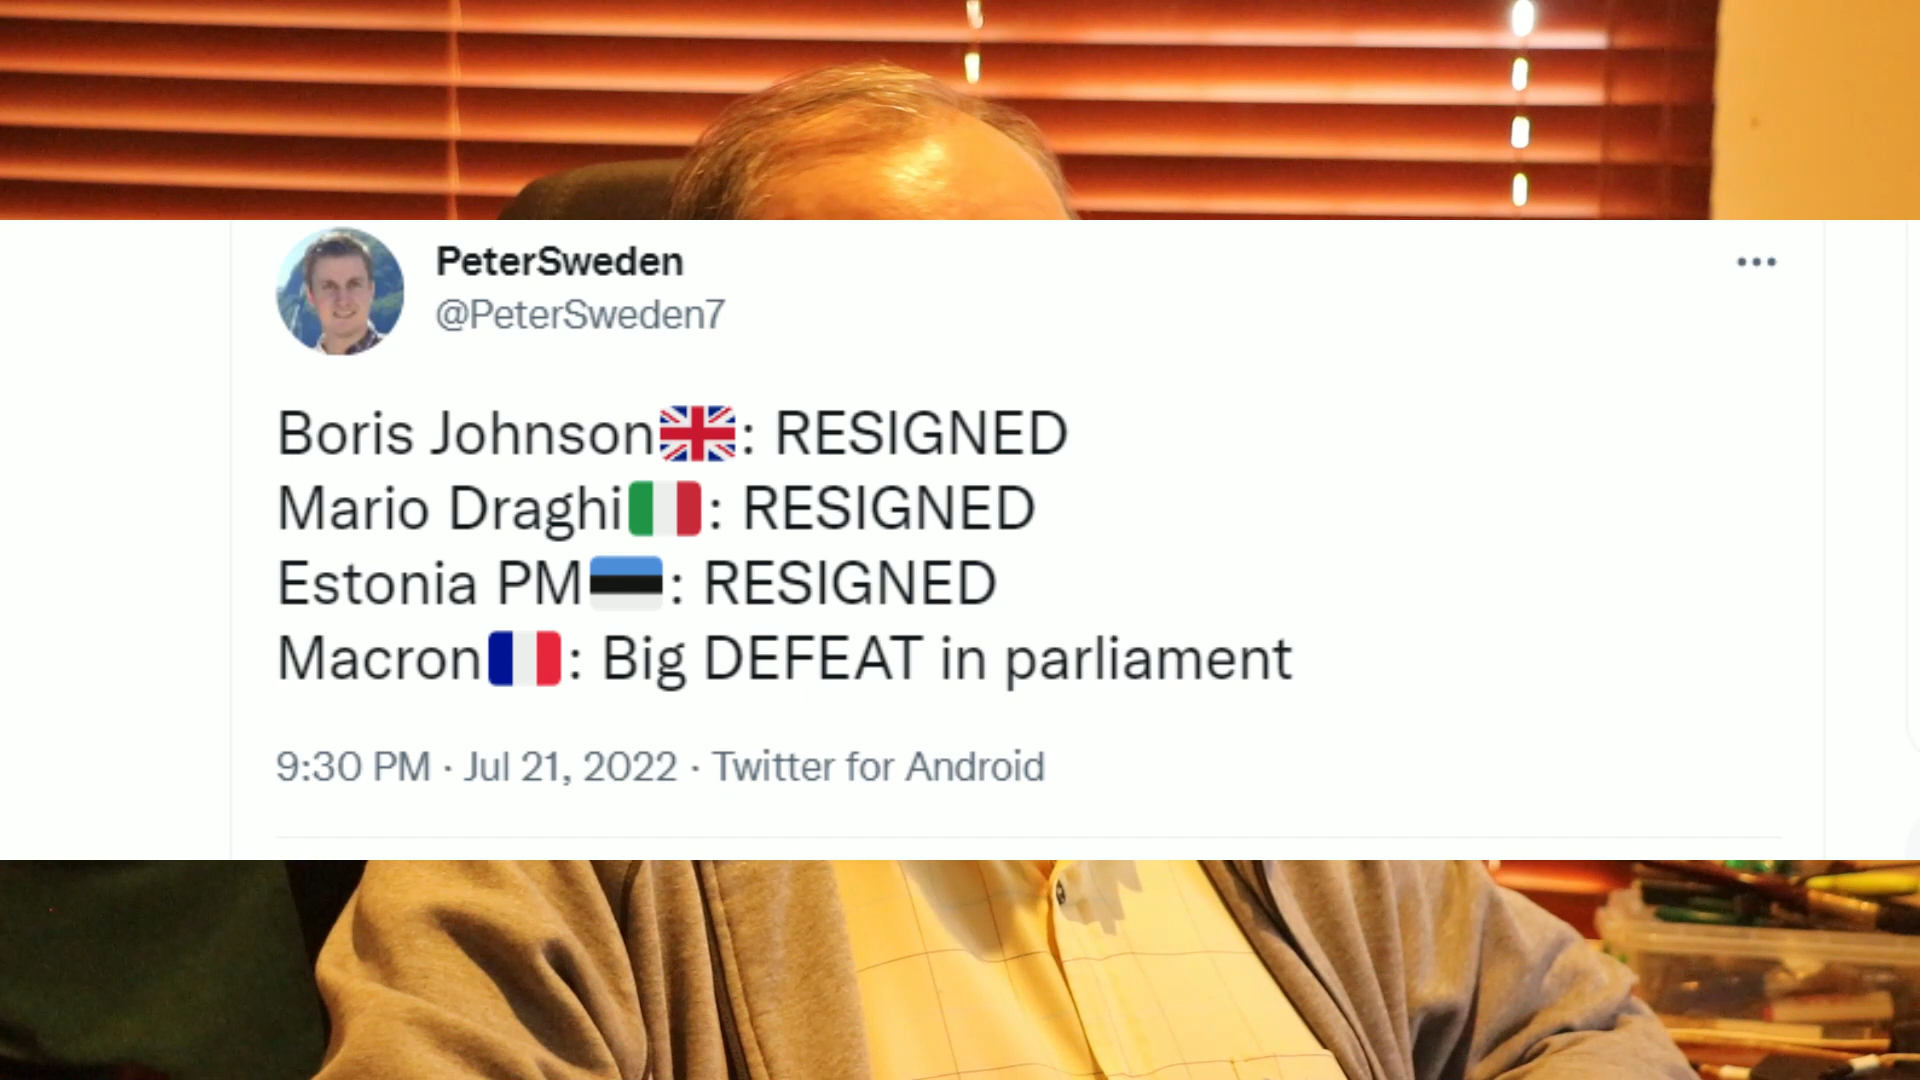 PeterSweden
@PeterSweden7
Boris Johnson🇬🇧: RESIGNED
Mario Draghi🇮🇹: RESIGNED
Estonia PM🇪🇪: RESIGNED
Macron🇫🇷: Big DEFEAT in parliament
9:30 PM · Jul 21, 2022 · Twitter for Android